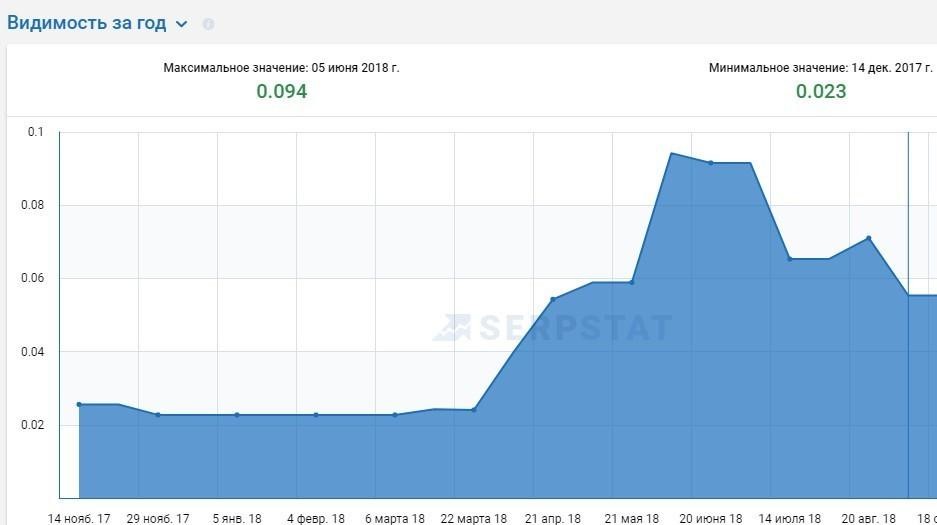 Видимость за год
Максимальное значение: 05 июня 2018 г.
0.094
Минимальное значение: 14 дек. 2017 г.
0.023
0.1
0.08
0.06
0.04
0.02
SERPSTAT
14 нояб. 17 29 нояб. 17 5 янв. 18 4 февр. 18 6 марта 18 22 марта 18 21 апр. 18 21 мая 18 20 июня 18 14 июля 18 20 авг. 18 18